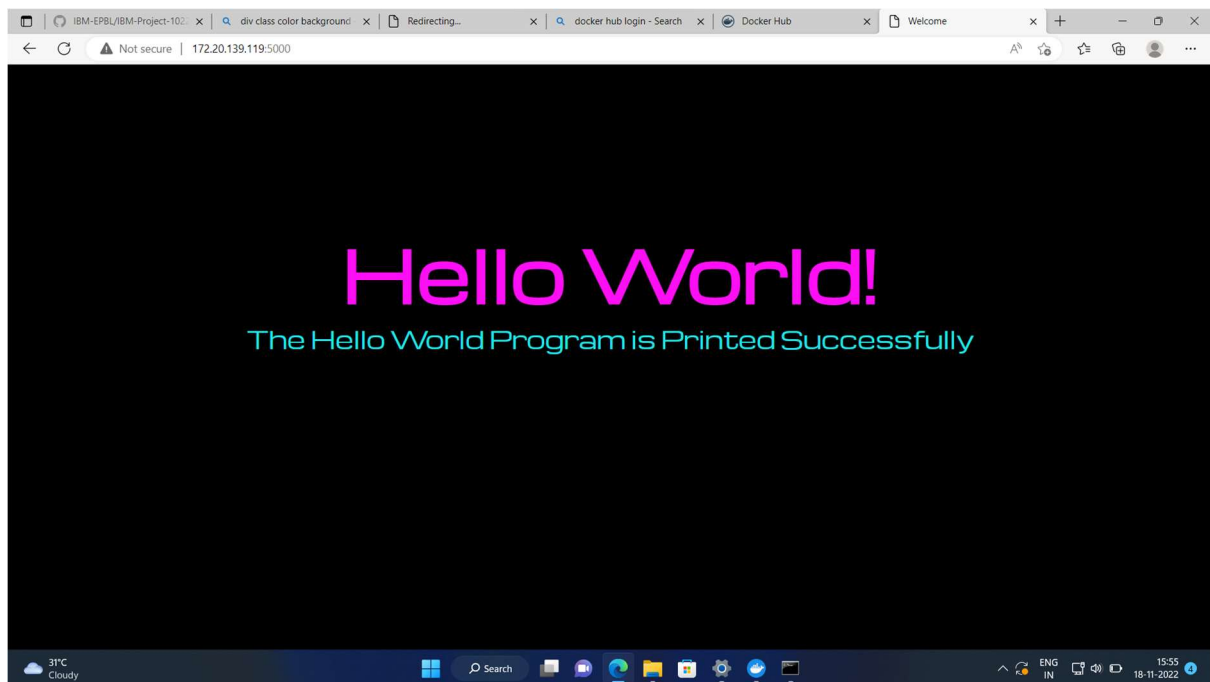 IBM-EPBL/IBM-Project-102
div class color background
Redirecting...
docker hub login - Search
Docker Hub
Welcome
Not secure | 172.20.139.119:5000
Hello World!
The Hello World Program is Printed Successfully
31°C
Cloudy
Search
ENG
IN
15:55
18-11-2022
4